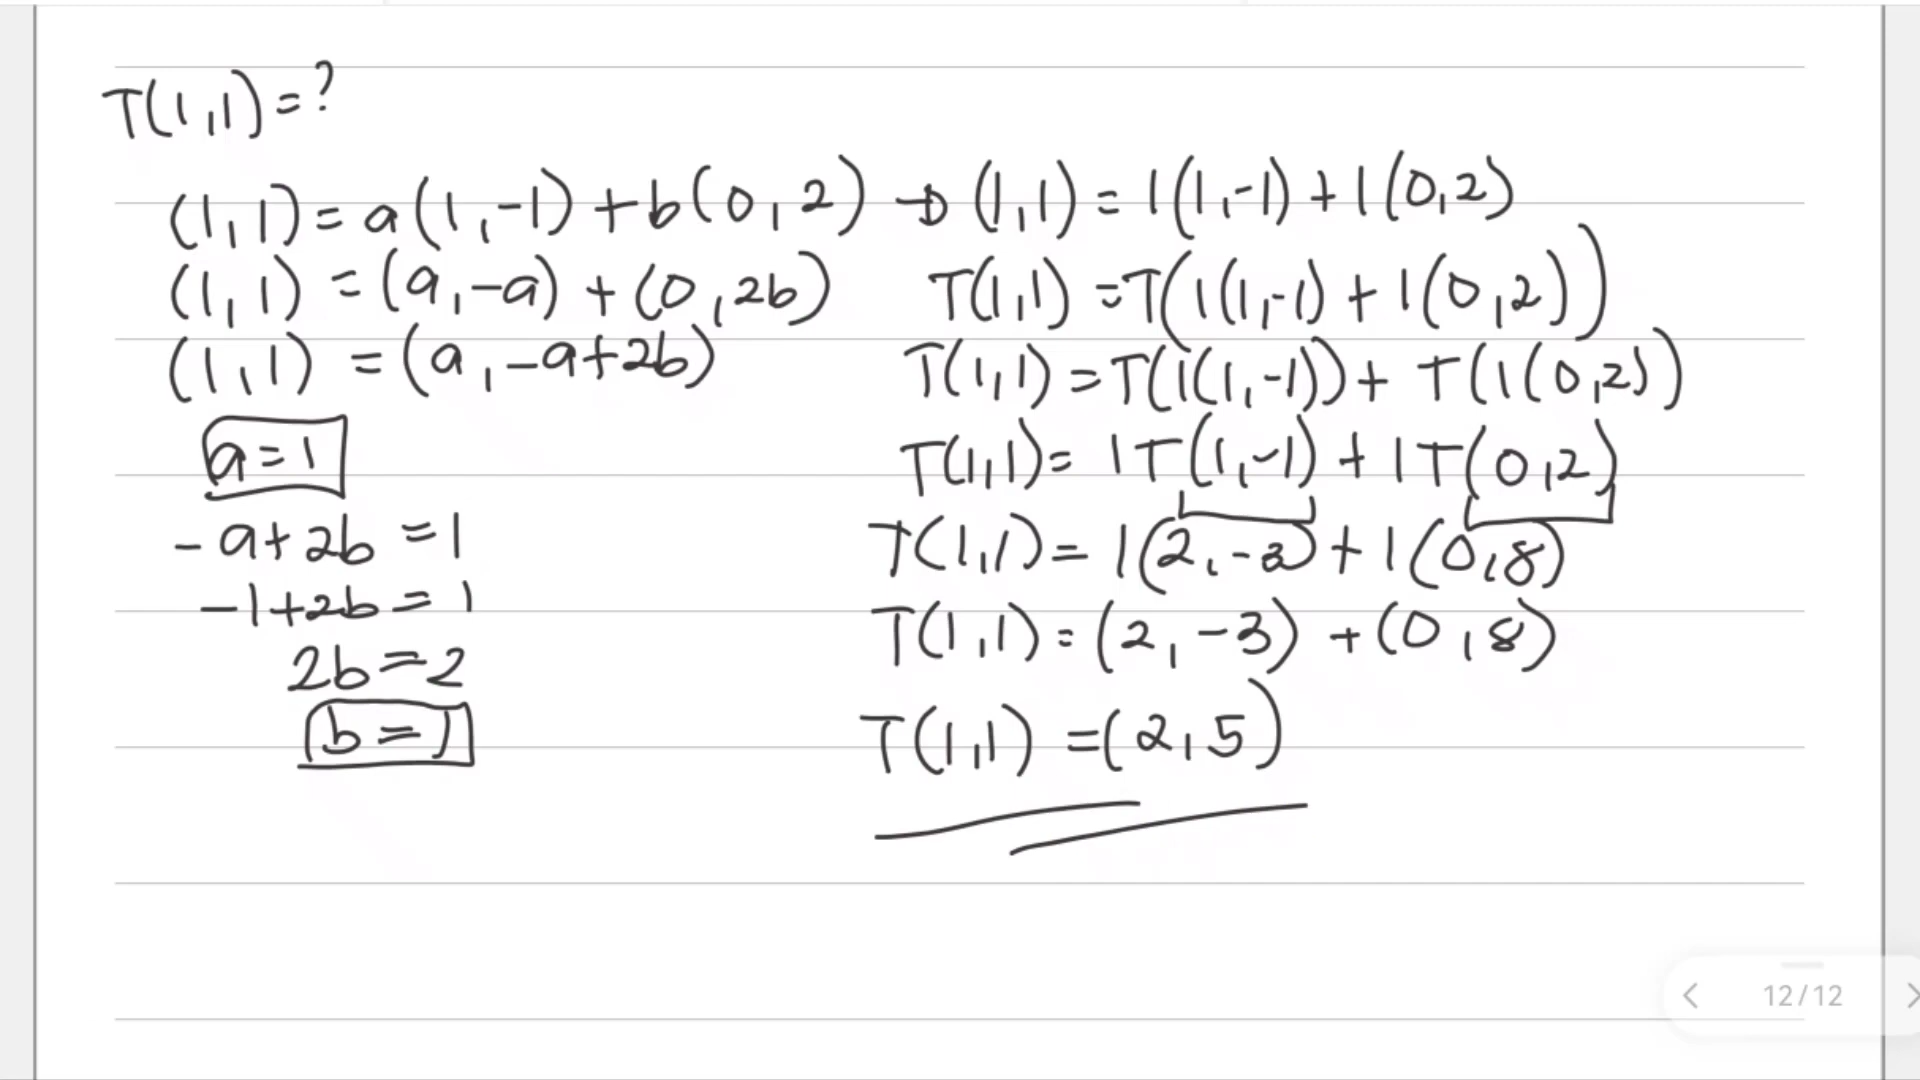 T(1,1)=?
(1,1)=a(1,-1)+b(0,2) → (1,1)=1(1,-1)+1(0,2)
(1,1)=(a,-a)+(0,2b)
T(1,1)=T(1(1,-1)+1(0,2))
(1,1)=(a,-a+2b)
T(1,1)=T(1(1,-1))+T(1(0,2))
a=1
T(1,1)=1T(1,-1)+1T(0,2)
-a+2b=1
T(1,1)=1(2,-3)+1(0,8)
-1+2b=1
T(1,1)=(2,-3)+(0,8)
2b=2
b=1
T(1,1)=(2,5)
12/12